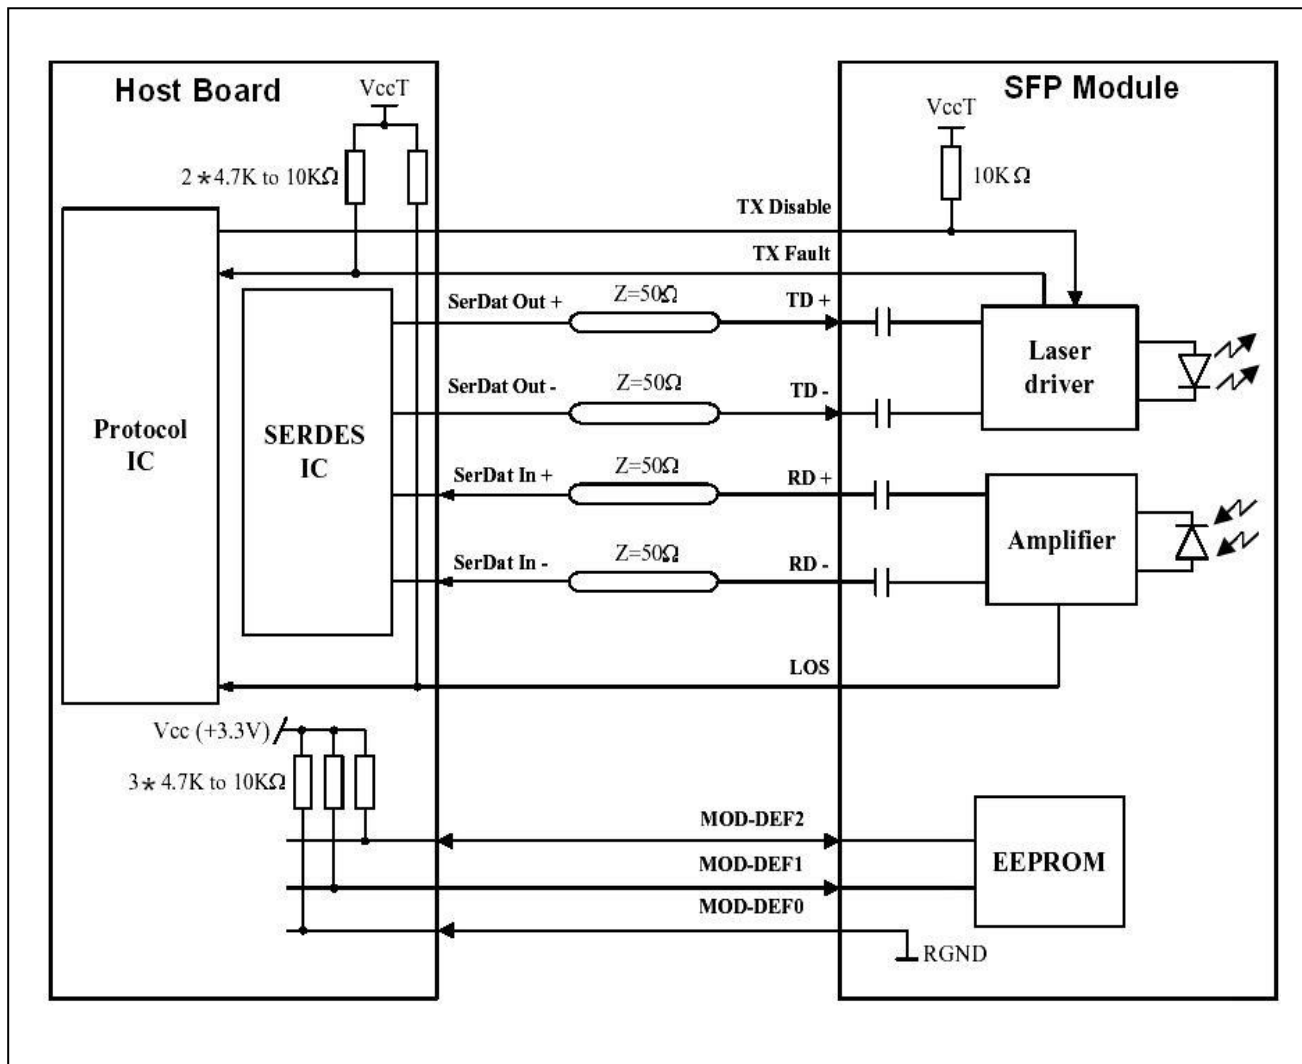 Host Board
SFP Module
VccT
VccT
2*4.7K to 10KΩ
10KΩ
TX Disable
TX Fault
SerDat Out +
Z=50Ω
TD +
Laser
driver
SerDat Out -
Z=50Ω
TD -
Protocol
IC
SERDES
IC
SerDat In +
Z=50Ω
RD +
Amplifier
SerDat In -
Z=50Ω
RD -
LOS
Vcc (+3.3V)
3*4.7K to 10KΩ
MOD-DEF2
EEPROM
MOD-DEF1
MOD-DEF0
RGND